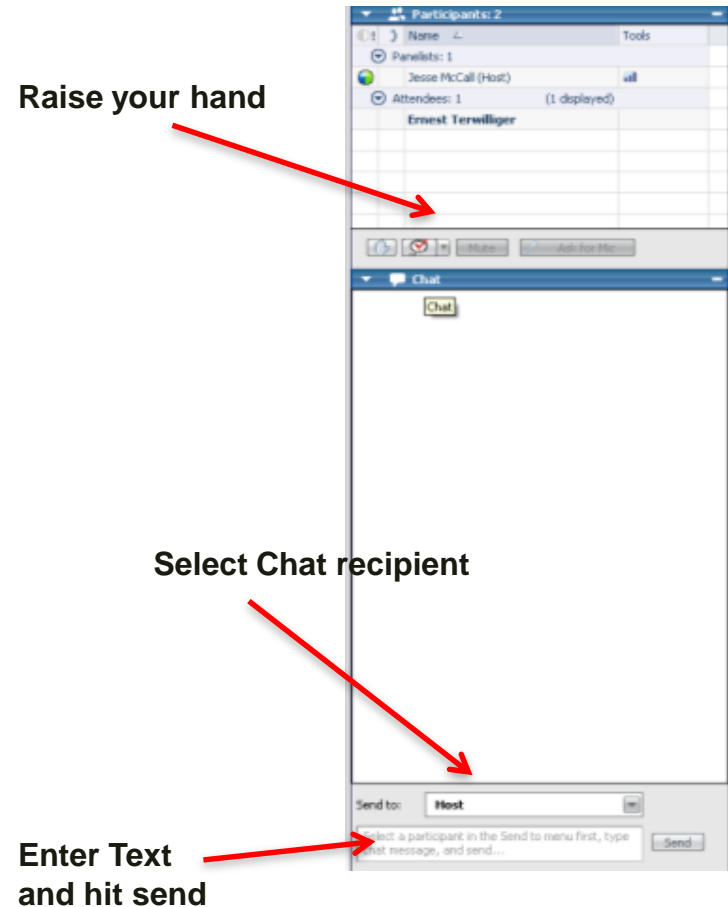 Participants: 2
Name Tools
Panelists: 1
Jesse McCall (Host)
Raise your hand
Attendees: 1 (1 displayed)
Ernest Terwilliger
Mute Ask for Mic
Chat
Chat
Select Chat recipient
Send to: Host
Select a participant in the Send to menu first, type
chat message, and send... Send
Enter Text
and hit send